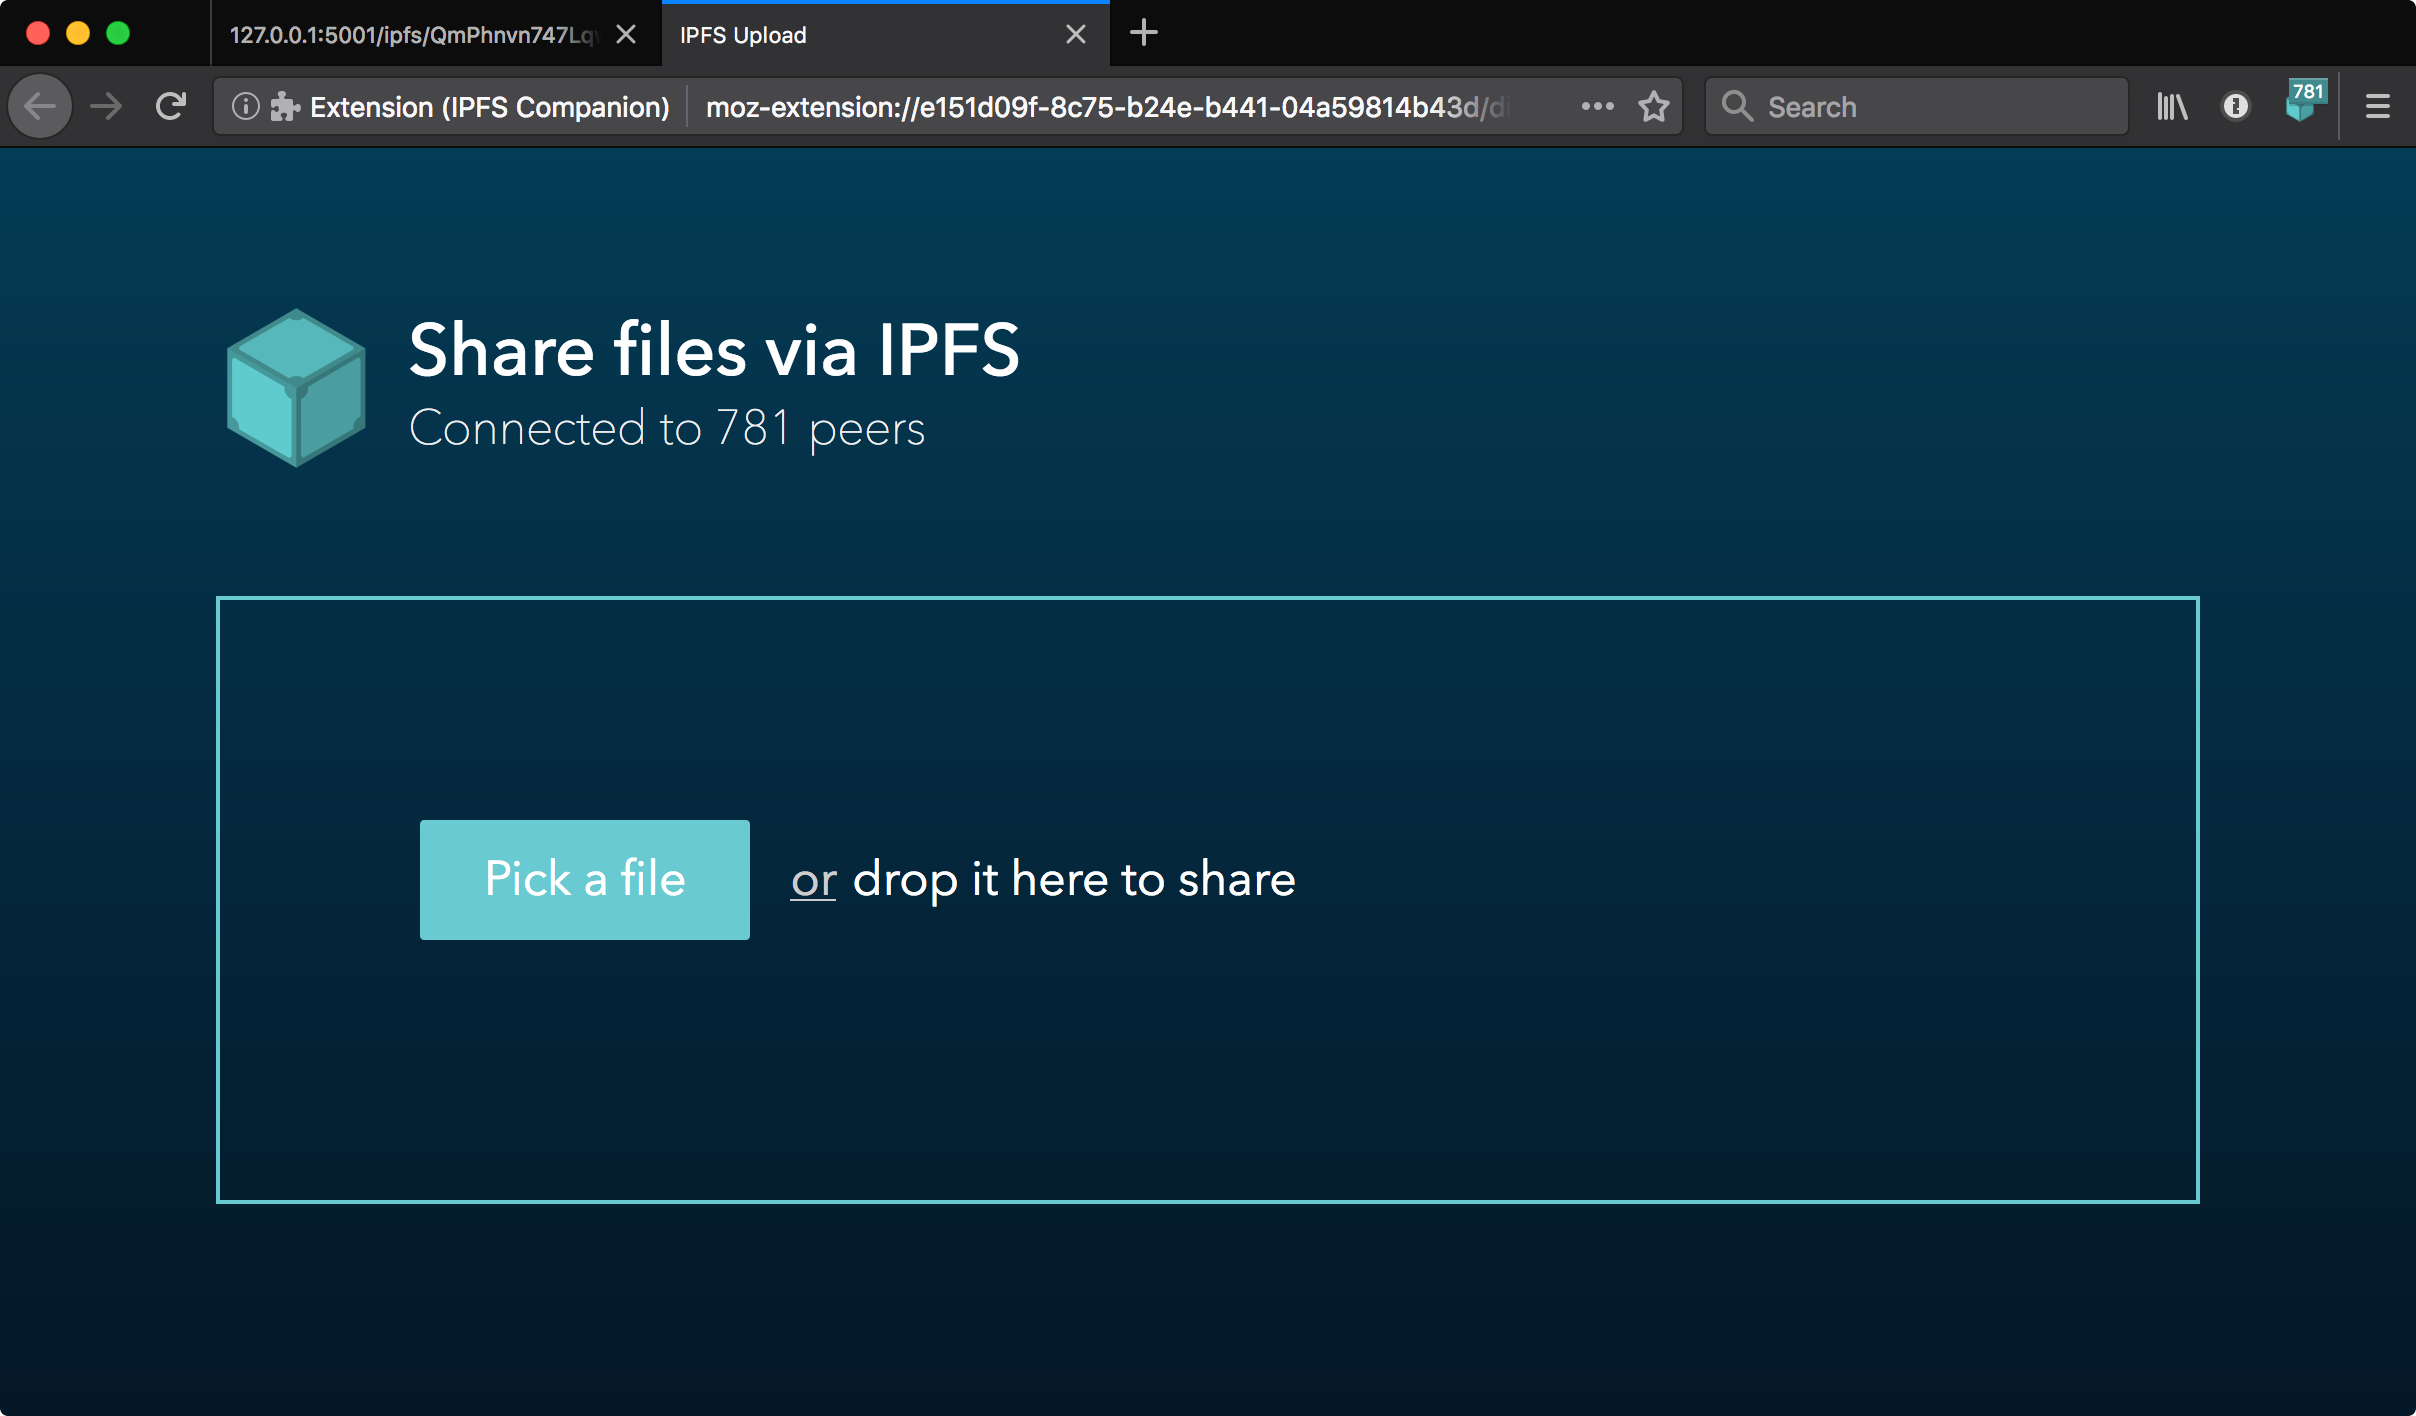 127.0.0.1:5001/ipfs/QmPhnvn747Lq
IPFS Upload
Extension (IPFS Companion)
moz-extension://e151d09f-8c75-b24e-b441-04a59814b43d/di
Search
781
Share files via IPFS
Connected to 781 peers
Pick a file
or drop it here to share